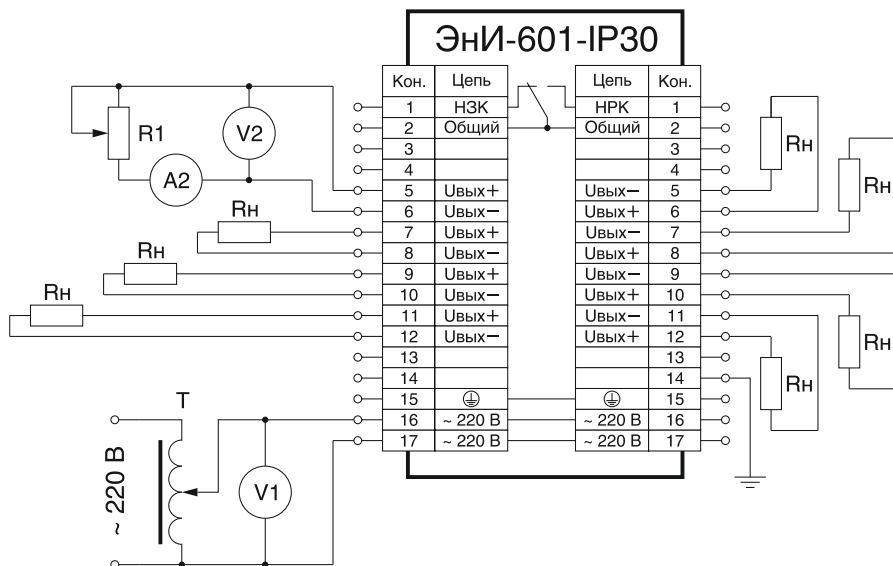 ЭнИ-601-IP30
Кон. Цепь Цепь Кон.
1 НЗК НРК 1
2 Общий Общий 2
3 3
4 4
5 Uвых+ Uвых− 5
6 Uвых− Uвых+ 6
7 Uвых+ Uвых− 7
8 Uвых− Uвых+ 8
9 Uвых+ Uвых− 9
10 Uвых− Uвых+ 10
11 Uвых+ Uвых− 11
12 Uвых− Uвых+ 12
13 13
14 14
15 15
16 ~ 220 В ~ 220 В 16
17 ~ 220 В ~ 220 В 17
R1
V2
A2
Rн
Rн
Rн
T
~ 220 В
V1
Rн
Rн
Rн
Rн